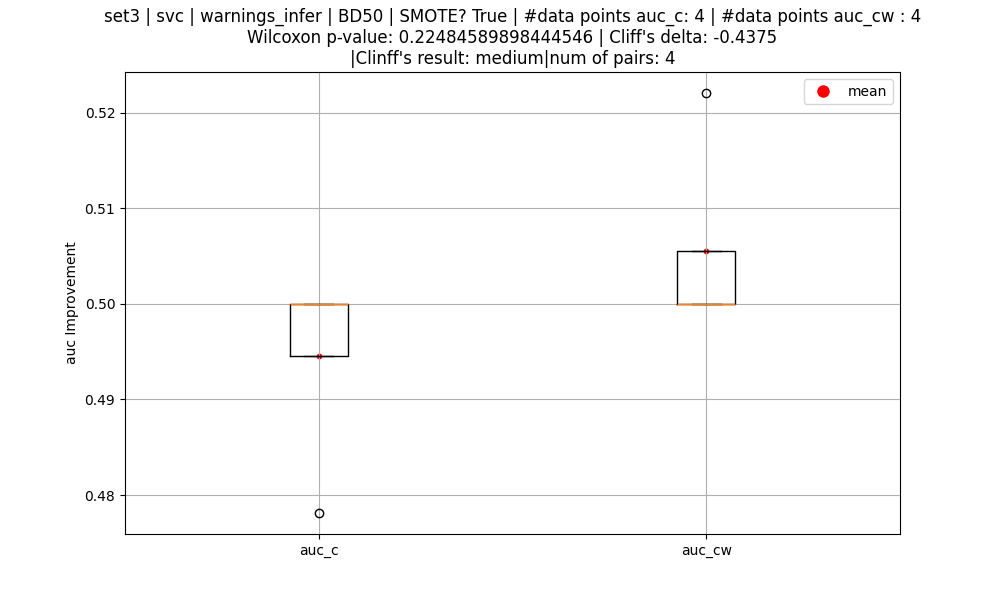 set3 | svc | warnings_infer | BD50 | SMOTE? True | #data points auc_c: 4 | #data points auc_cw : 4
Wilcoxon p-value: 0.22484589898444546 | Cliff's delta: -0.4375
|Clinff's result: medium|num of pairs: 4
mean
0.52
0.51
0.50
0.49
0.48
auc Improvement
auc_c
auc_cw